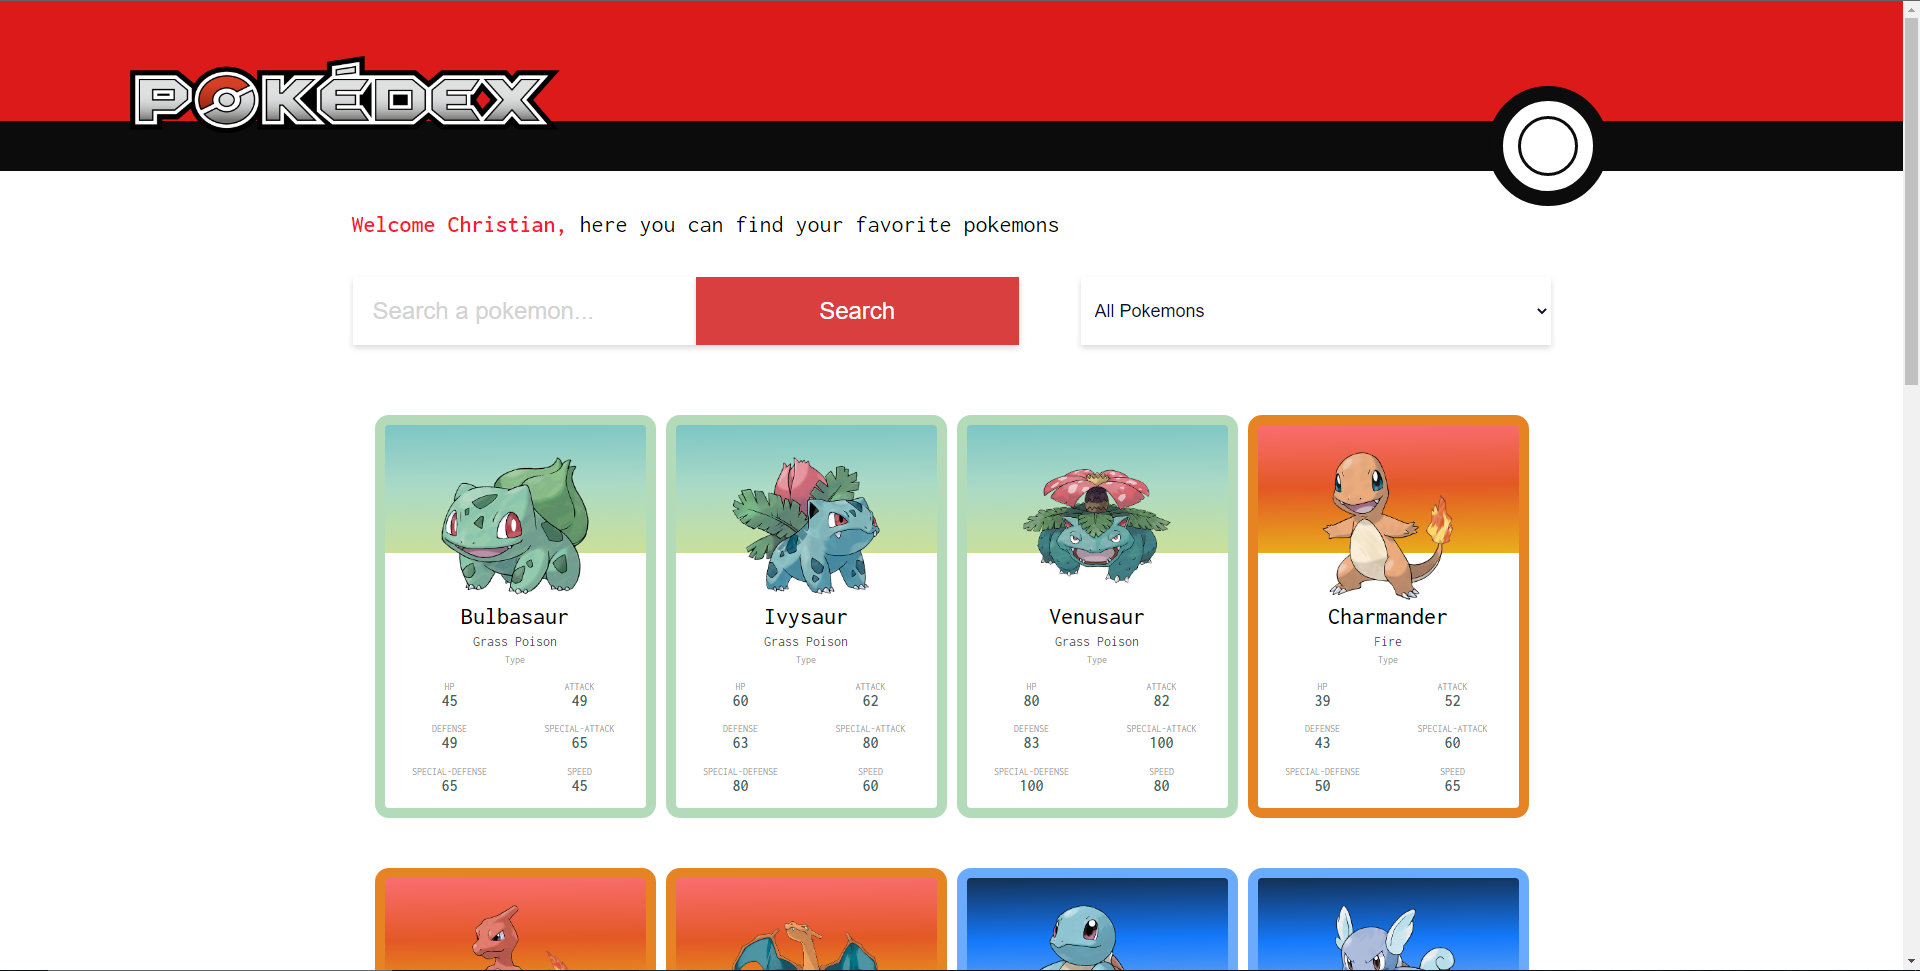 POKÉDEX
Welcome Christian, here you can find your favorite pokemons
Search a pokemon... Search All Pokemons
Bulbasaur Ivysaur Venusaur Charmander
Grass Poison Grass Poison Grass Poison Fire
Type Type Type Type
HP ATTACK HP ATTACK HP ATTACK HP ATTACK
45 49 60 62 80 82 39 52
DEFENSE SPECIAL-ATTACK DEFENSE SPECIAL-ATTACK DEFENSE SPECIAL-ATTACK DEFENSE SPECIAL-ATTACK
49 65 63 80 83 100 43 60
SPECIAL-DEFENSE SPEED SPECIAL-DEFENSE SPEED SPECIAL-DEFENSE SPEED SPECIAL-DEFENSE SPEED
65 45 80 60 100 80 50 65